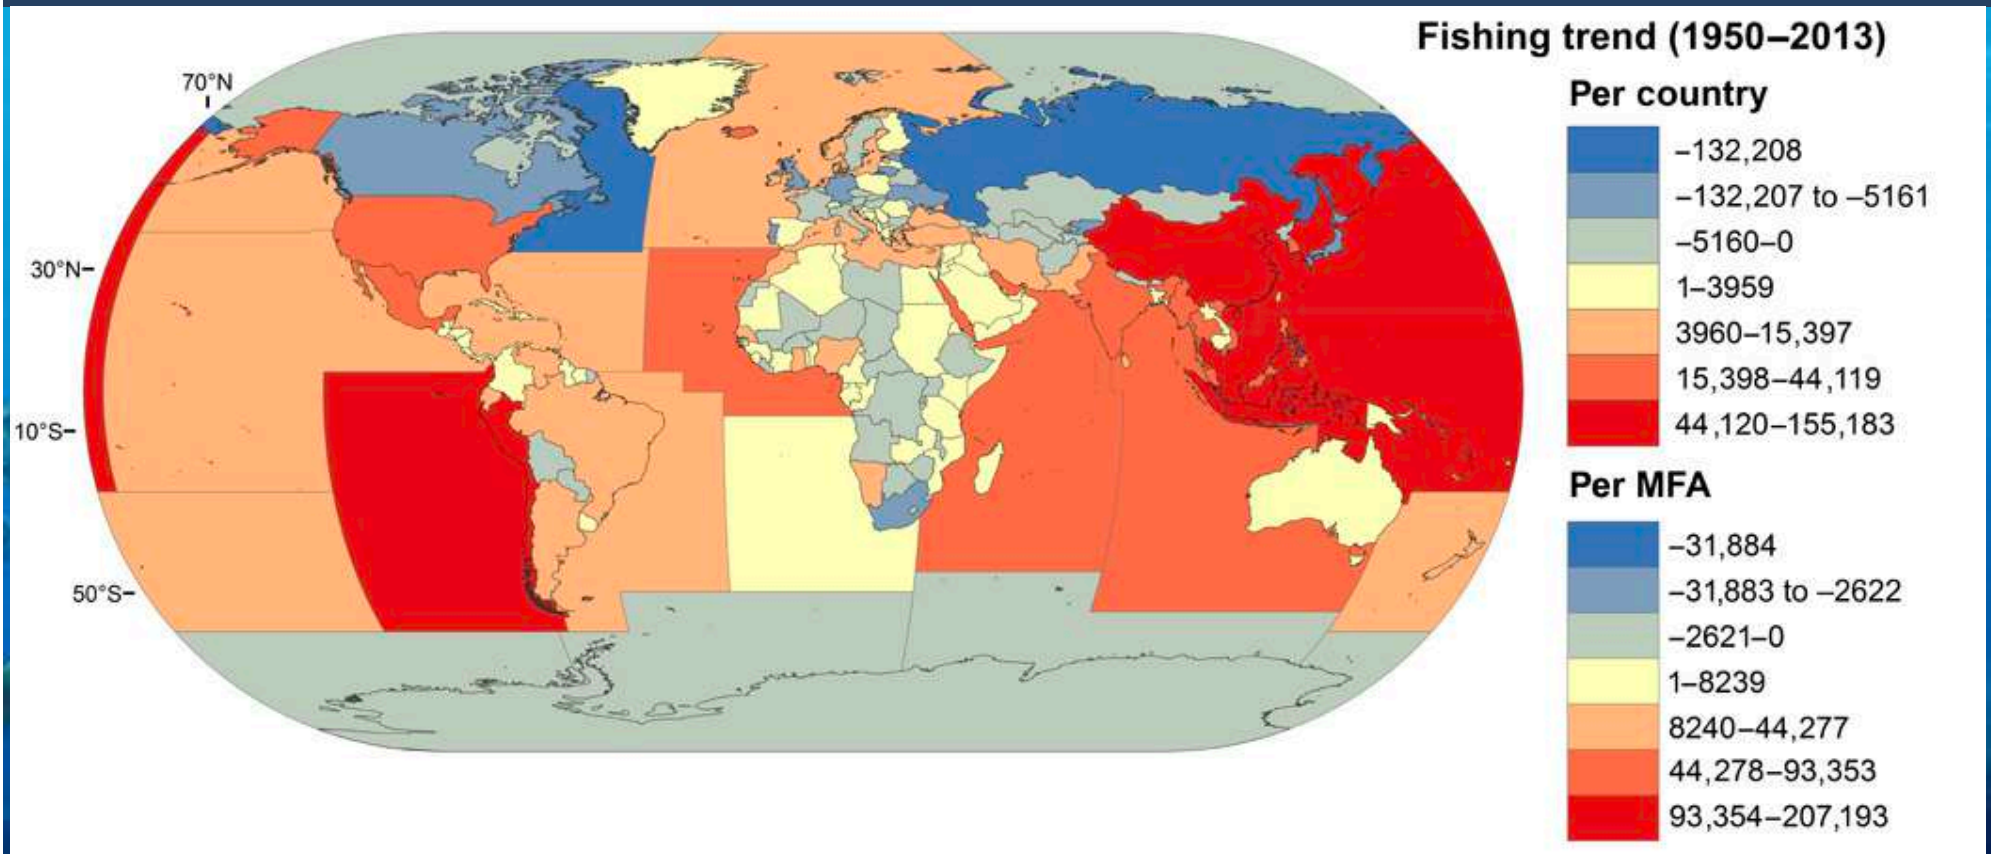 Fishing trend (1950–2013)
Per country
–132,208
–132,207 to –5161
–5160–0
1–3959
3960–15,397
15,398–44,119
44,120–155,183
Per MFA
–31,884
–31,883 to –2622
–2621–0
1–8239
8240–44,277
44,278–93,353
93,354–207,193
70°N
30°N
10°S
50°S